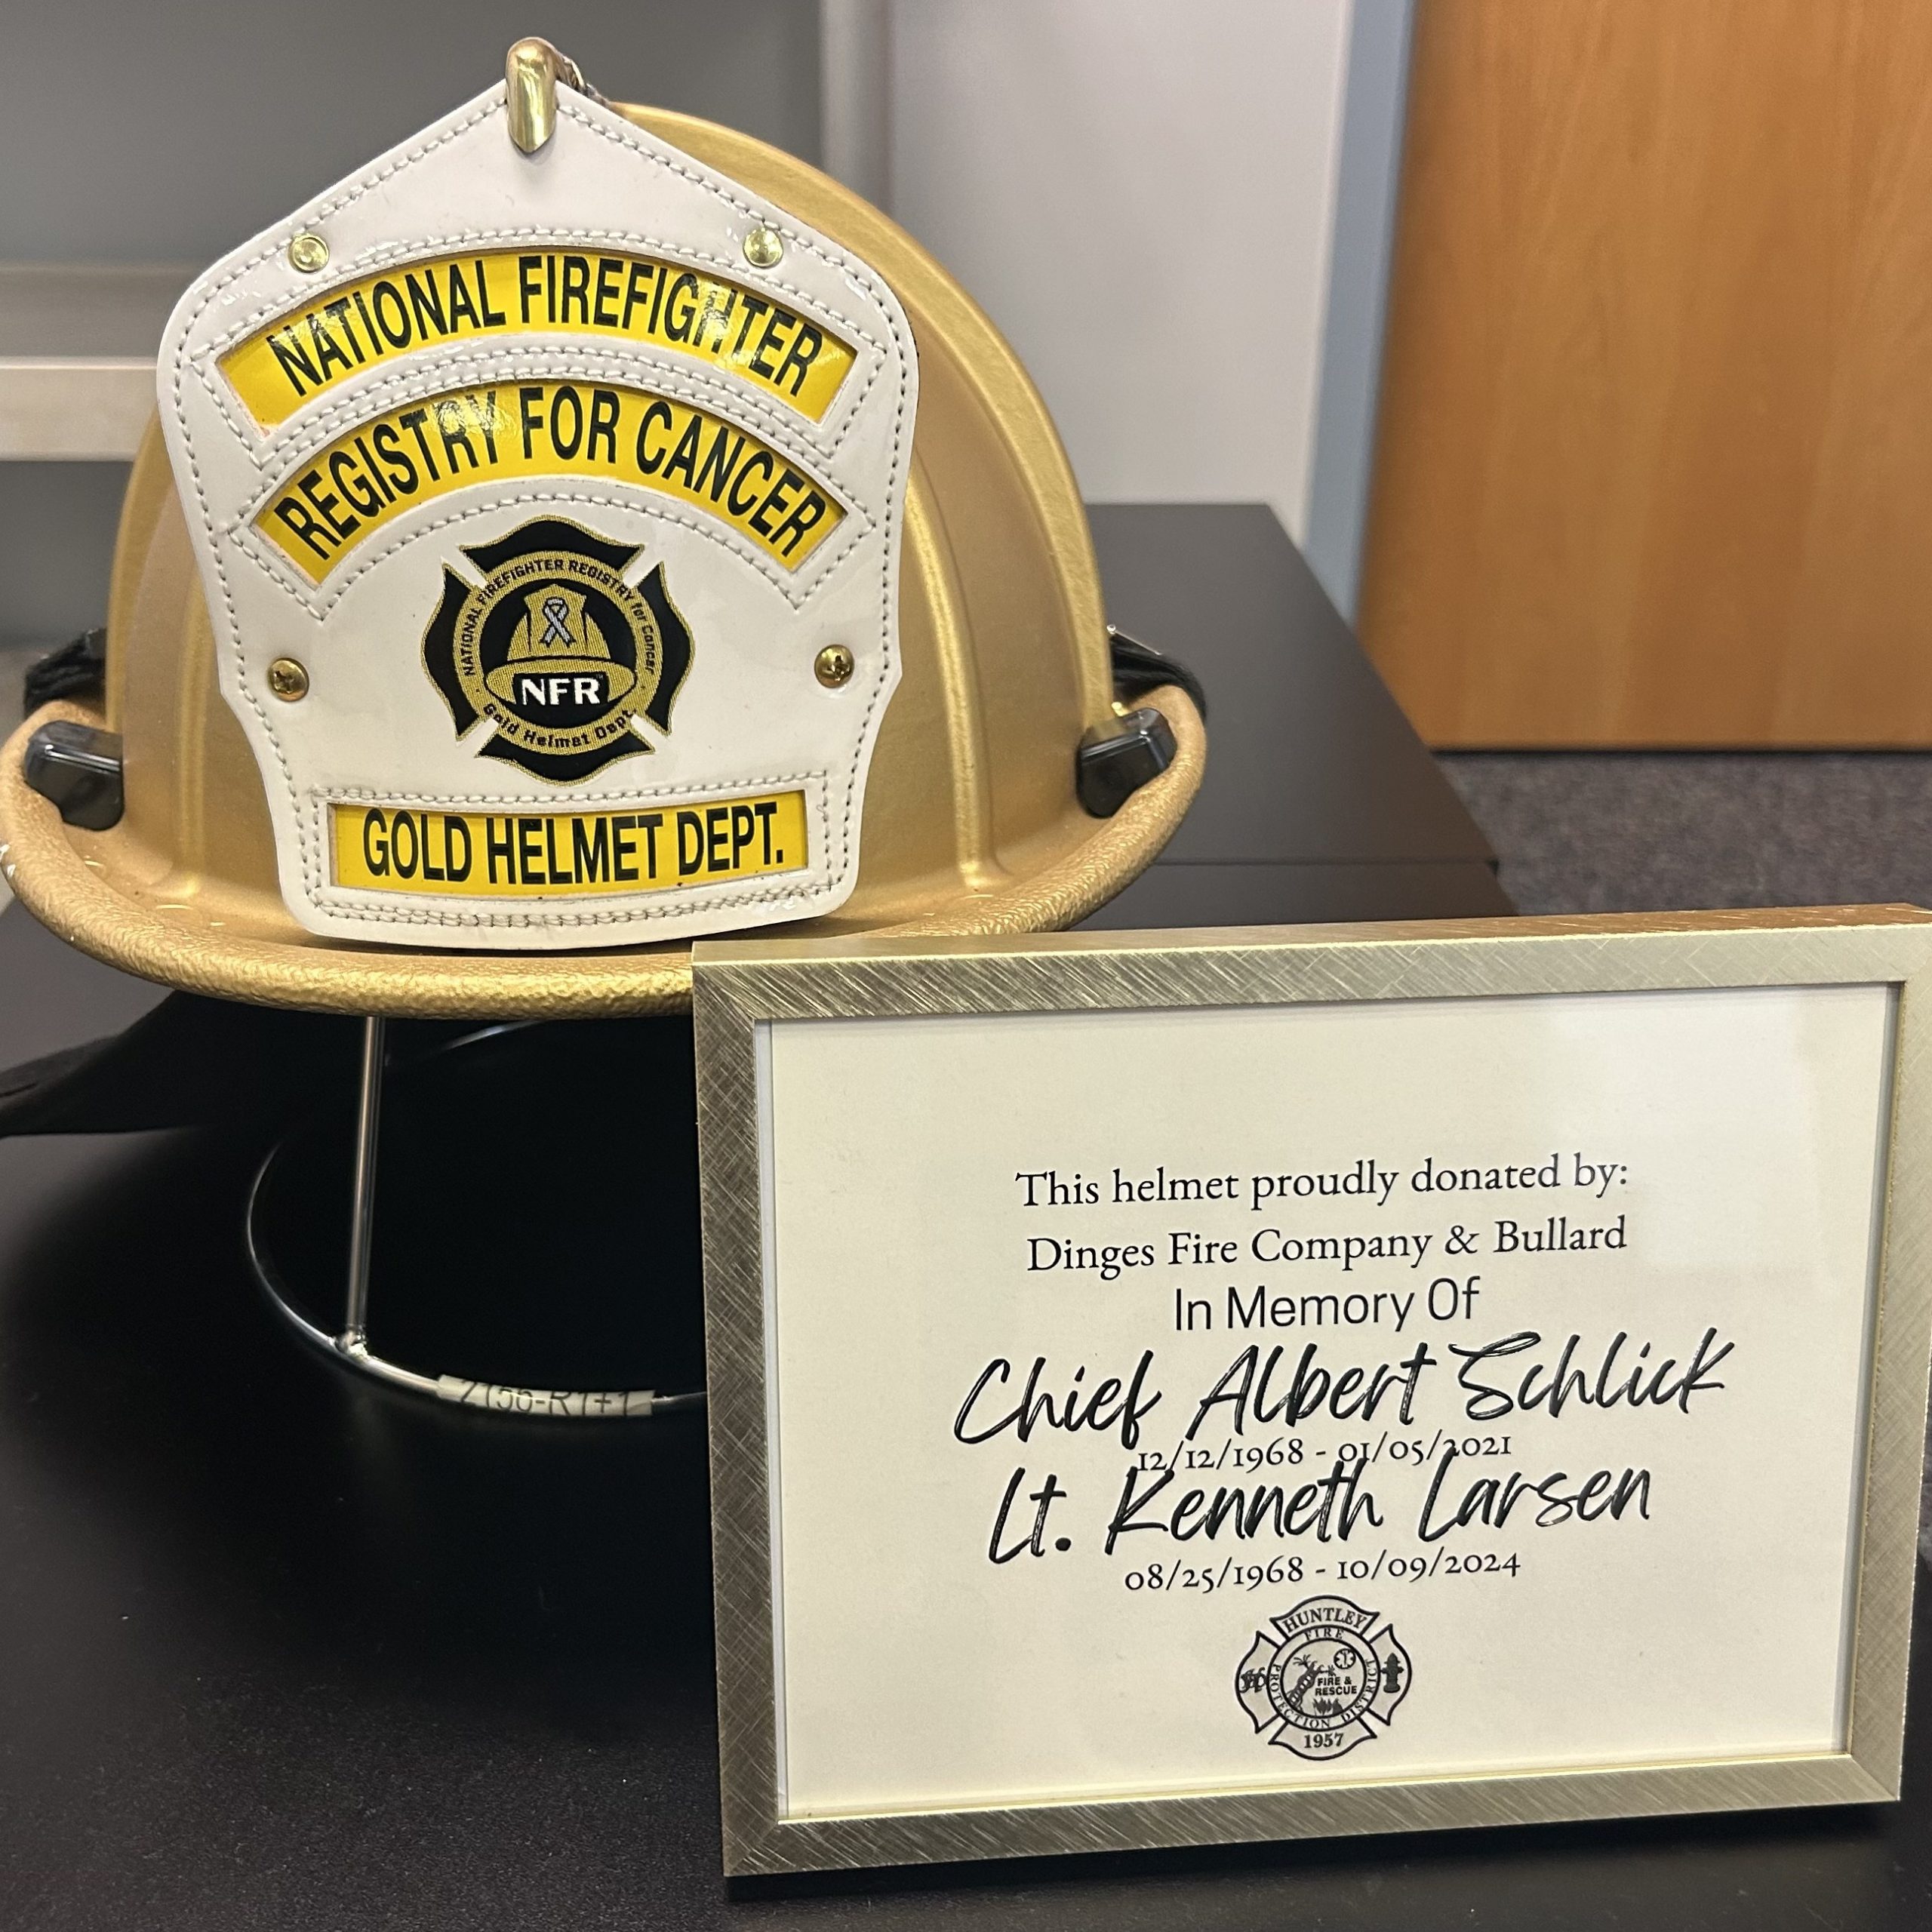 NATIONAL FIREFIGHTER
REGISTRY FOR CANCER
NATIONAL FIREFIGHTER REGISTRY for Cancer
NFR
Gold Helmet Dept.
GOLD HELMET DEPT.
This helmet proudly donated by:
Dinges Fire Company & Bullard
In Memory Of
Chief Albert Schlick
12/12/1968 - 01/05/2021
Lt. Kenneth Larsen
08/25/1968 - 10/09/2024
HUNTLEY
FIRE
PROTECTION DISTRICT
FIRE &
RESCUE
1957